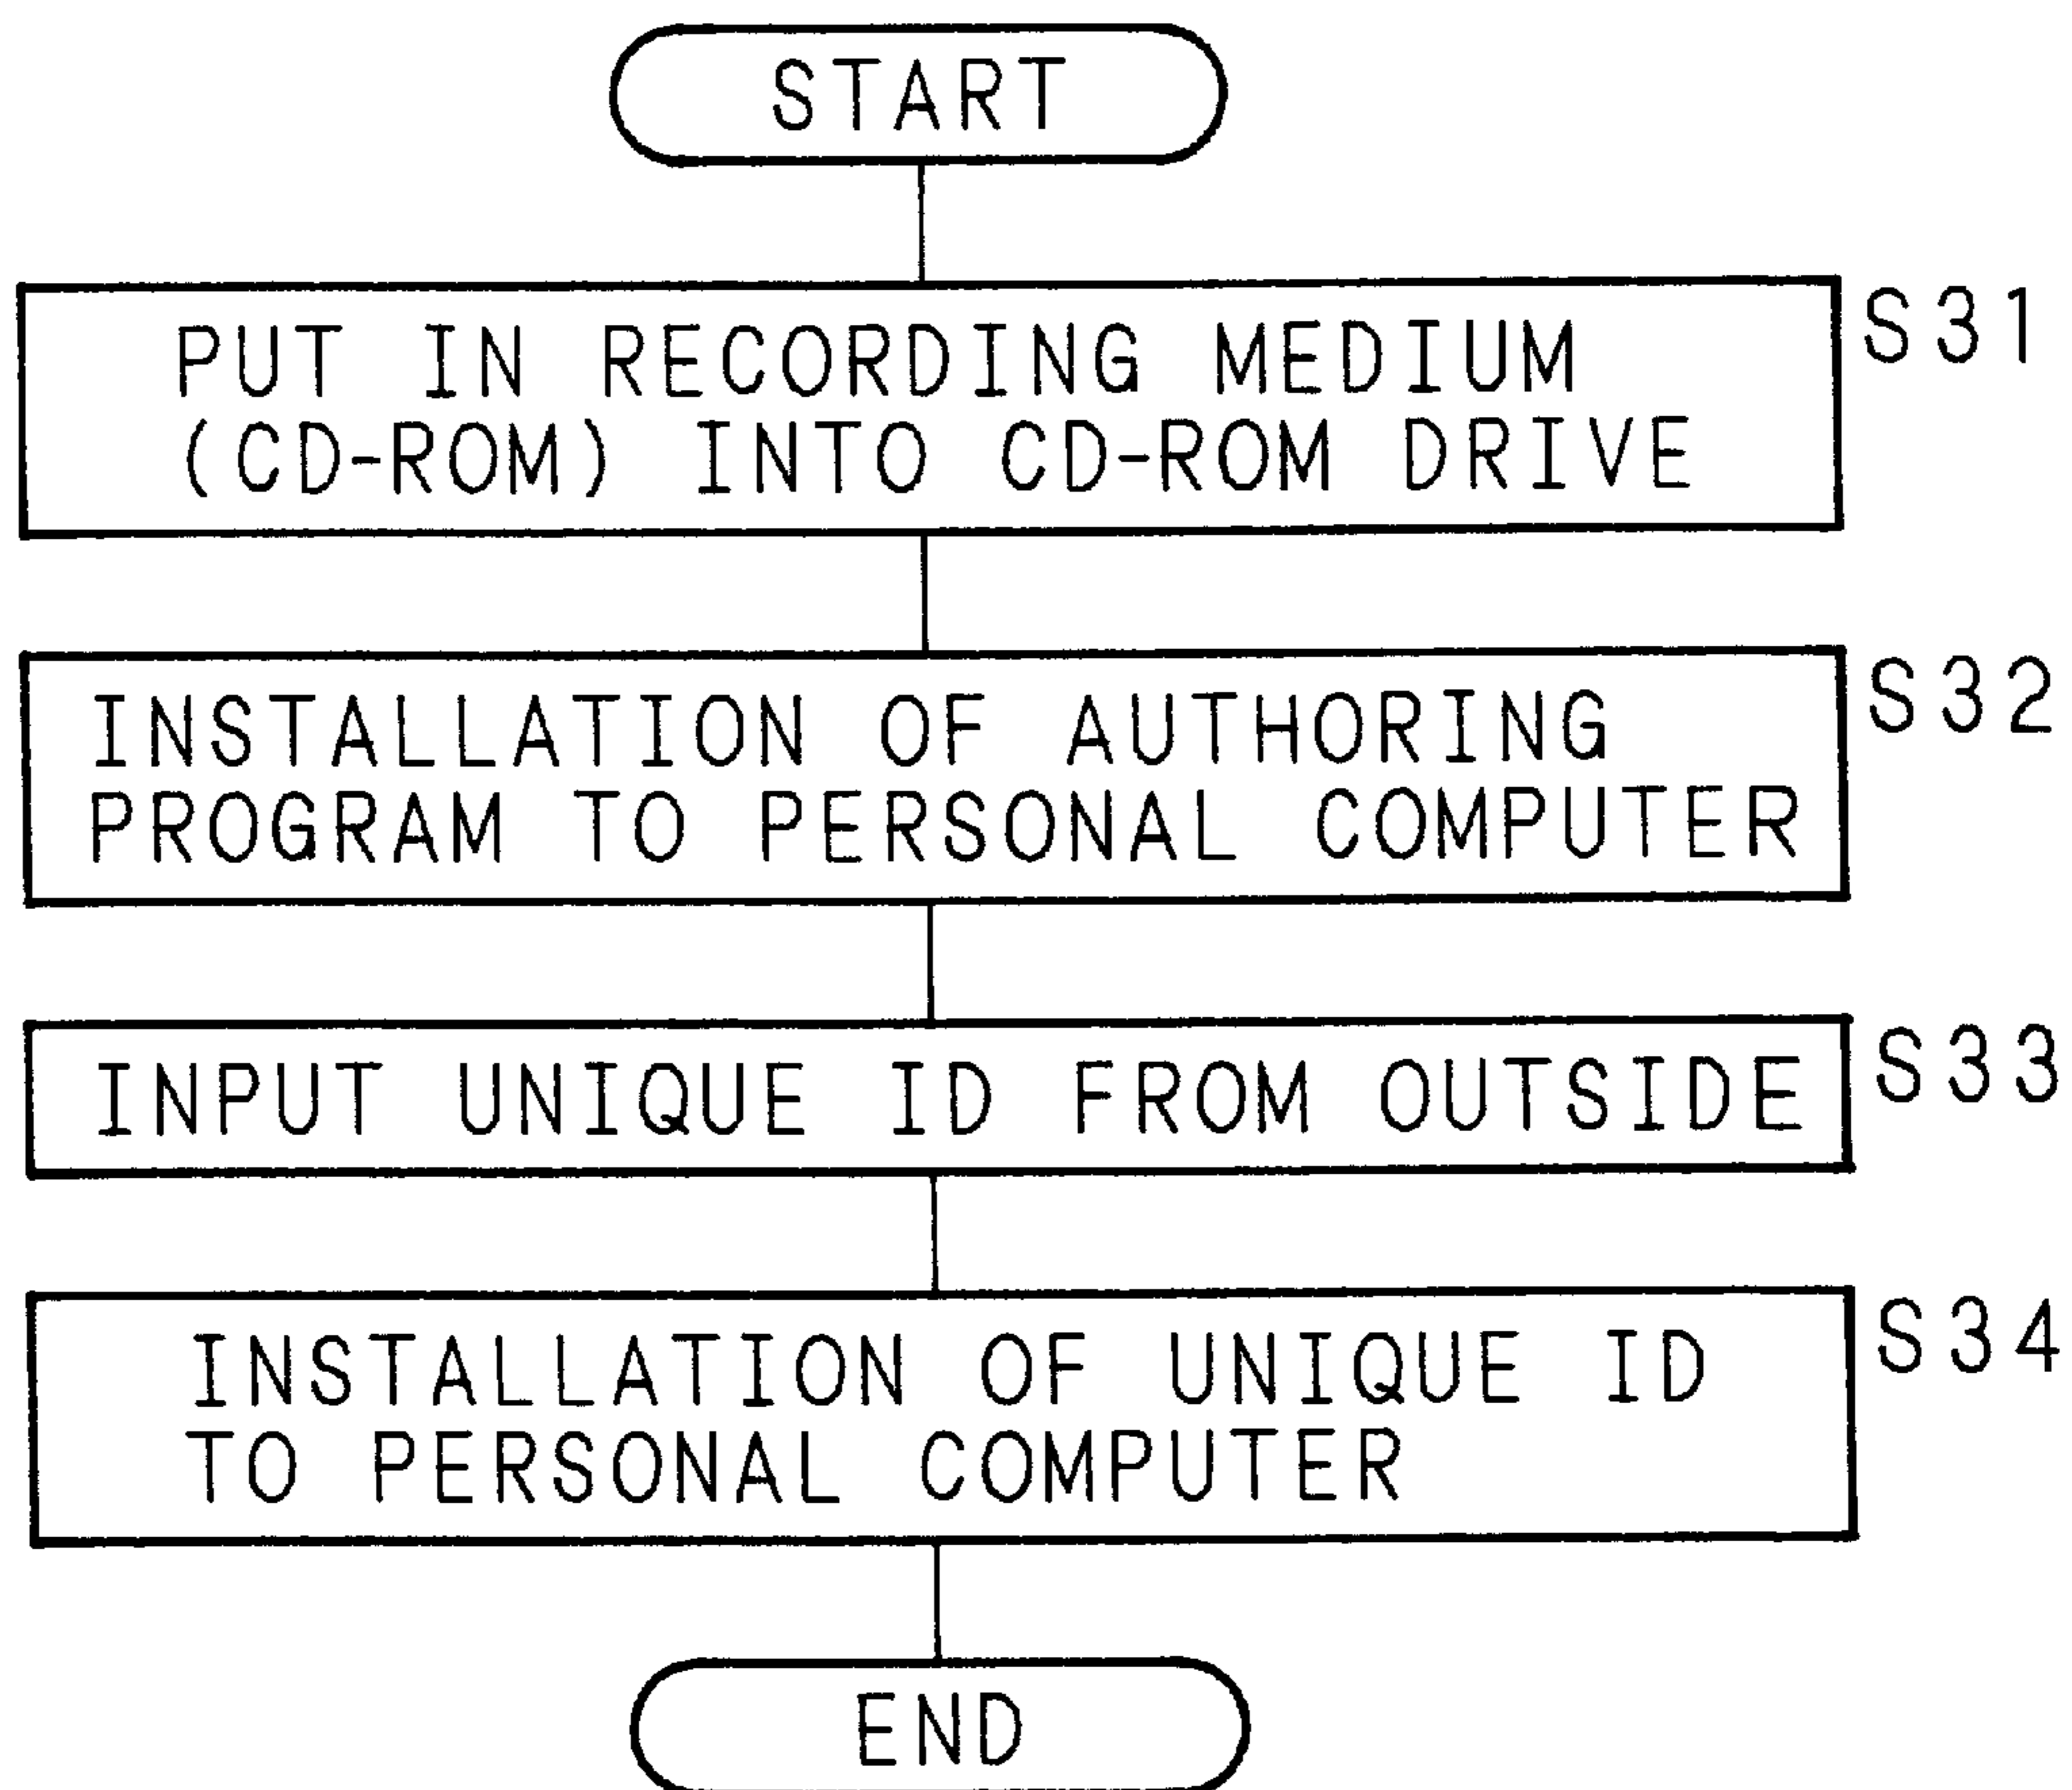 START
PUT IN RECORDING MEDIUM
(CD-ROM) INTO CD-ROM DRIVE
S31
INSTALLATION OF AUTHORING
PROGRAM TO PERSONAL COMPUTER
S32
INPUT UNIQUE ID FROM OUTSIDE
S33
INSTALLATION OF UNIQUE ID
TO PERSONAL COMPUTER
S34
END